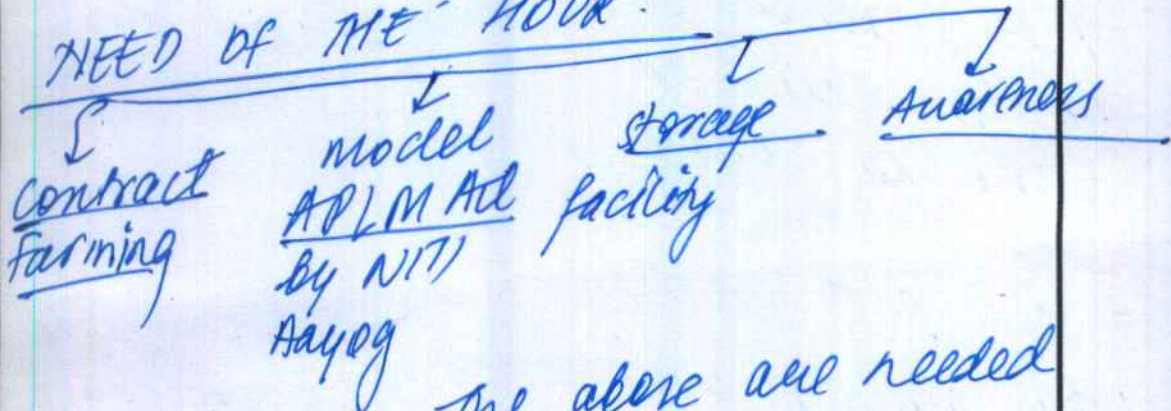 NEED OF THE HOUR.
Contract Farming
model APLM Act by NITI Aayog
storage facility
Awareness
The above are needed